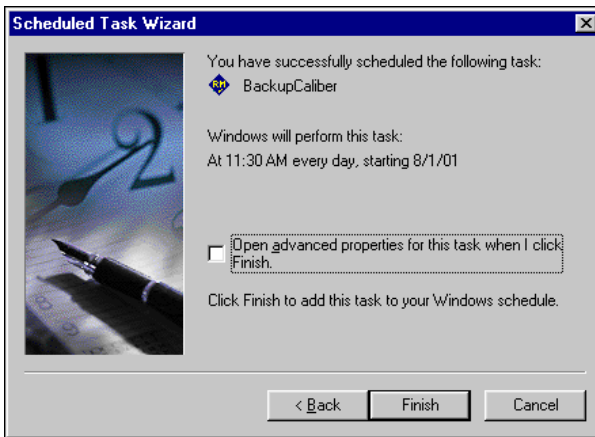 Scheduled Task Wizard
You have successfully scheduled the following task:
RM
BackupCaliber
Windows will perform this task:
At 11:30 AM every day, starting 8/1/01
Open advanced properties for this task when I click
Finish.
Click Finish to add this task to your Windows schedule.
< Back
Finish
Cancel
2